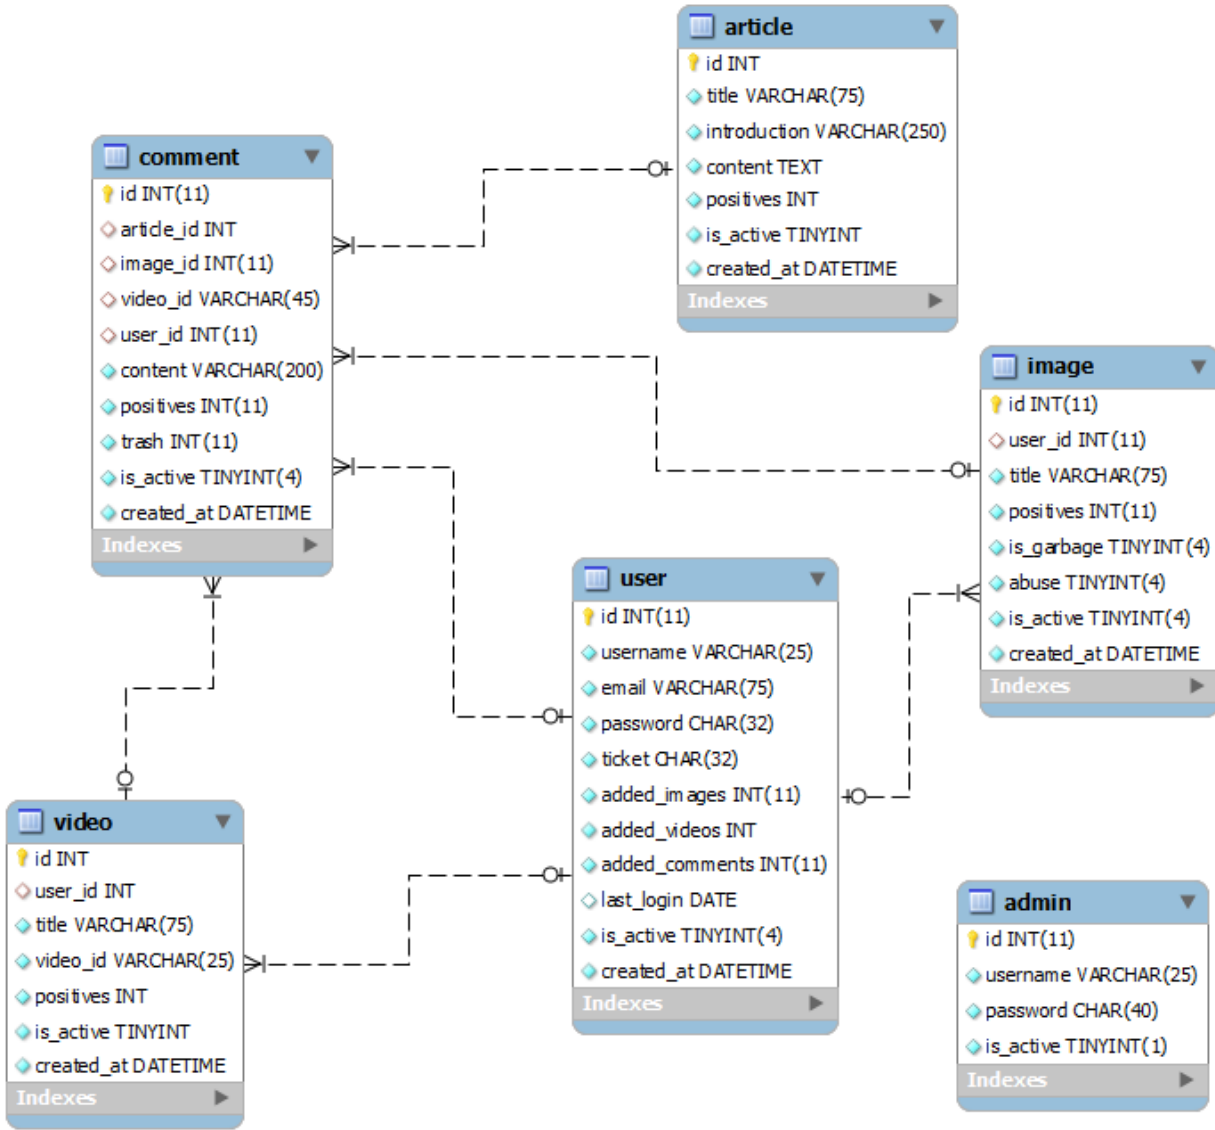 article
id INT
title VARCHAR(75)
introduction VARCHAR(250)
content TEXT
positives INT
is_active TINYINT
created_at DATETIME
Indexes
comment
id INT(11)
article_id INT
image_id INT(11)
video_id VARCHAR(45)
user_id INT(11)
content VARCHAR(200)
positives INT(11)
trash INT(11)
is_active TINYINT(4)
created_at DATETIME
Indexes
image
id INT(11)
user_id INT(11)
title VARCHAR(75)
positives INT(11)
is_garbage TINYINT(4)
abuse TINYINT(4)
is_active TINYINT(4)
created_at DATETIME
Indexes
user
id INT(11)
username VARCHAR(25)
email VARCHAR(75)
password CHAR(32)
ticket CHAR(32)
added_images INT(11)
added_videos INT
added_comments INT(11)
last_login DATE
is_active TINYINT(4)
created_at DATETIME
Indexes
video
id INT
user_id INT
title VARCHAR(75)
video_id VARCHAR(25)
positives INT
is_active TINYINT
created_at DATETIME
Indexes
admin
id INT(11)
username VARCHAR(25)
password CHAR(40)
is_active TINYINT(1)
Indexes